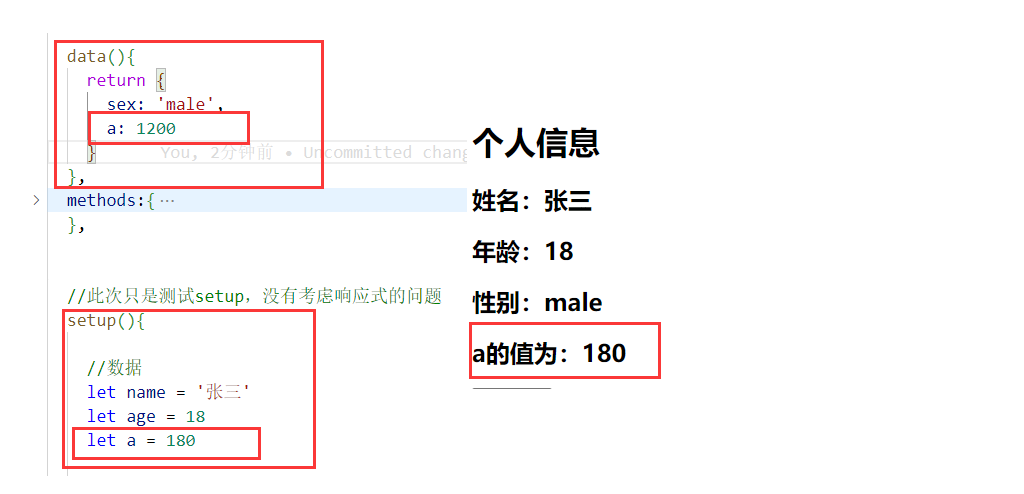 data(){
return {
sex: 'male',
a: 1200
}
You, 2分钟前 • Uncommitted chang
},
methods:{ ⋯
},
//此次只是测试setup，没有考虑响应式的问题
setup(){
//数据
let name = '张三'
let age = 18
let a = 180
个人信息
姓名：张三
年龄：18
性别：male
a的值为：180